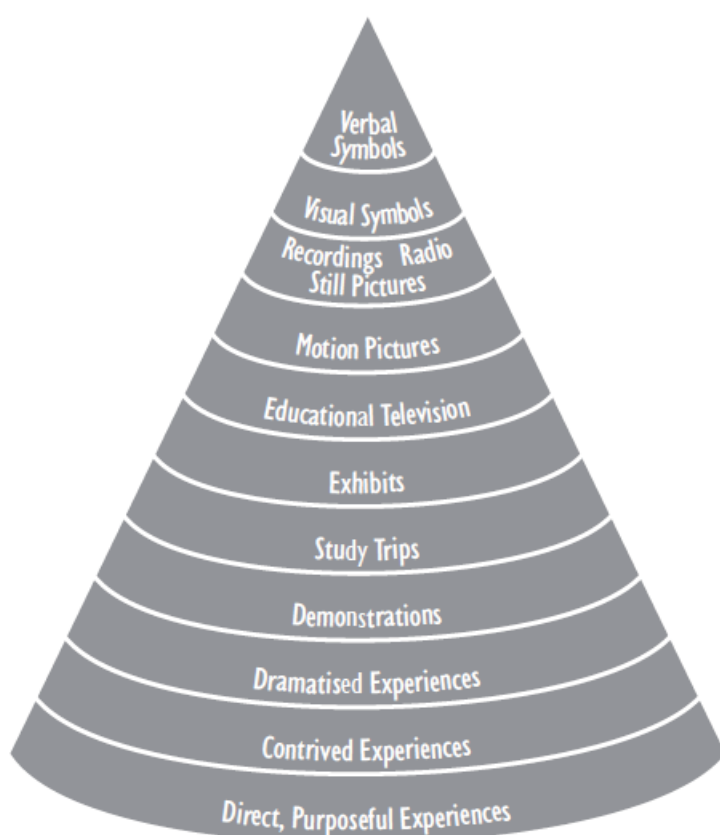 Verbal
Symbols
Visual Symbols
Recordings Radio
Still Pictures
Motion Pictures
Educational Television
Exhibits
Study Trips
Demonstrations
Dramatised Experiences
Contrived Experiences
Direct, Purposeful Experiences